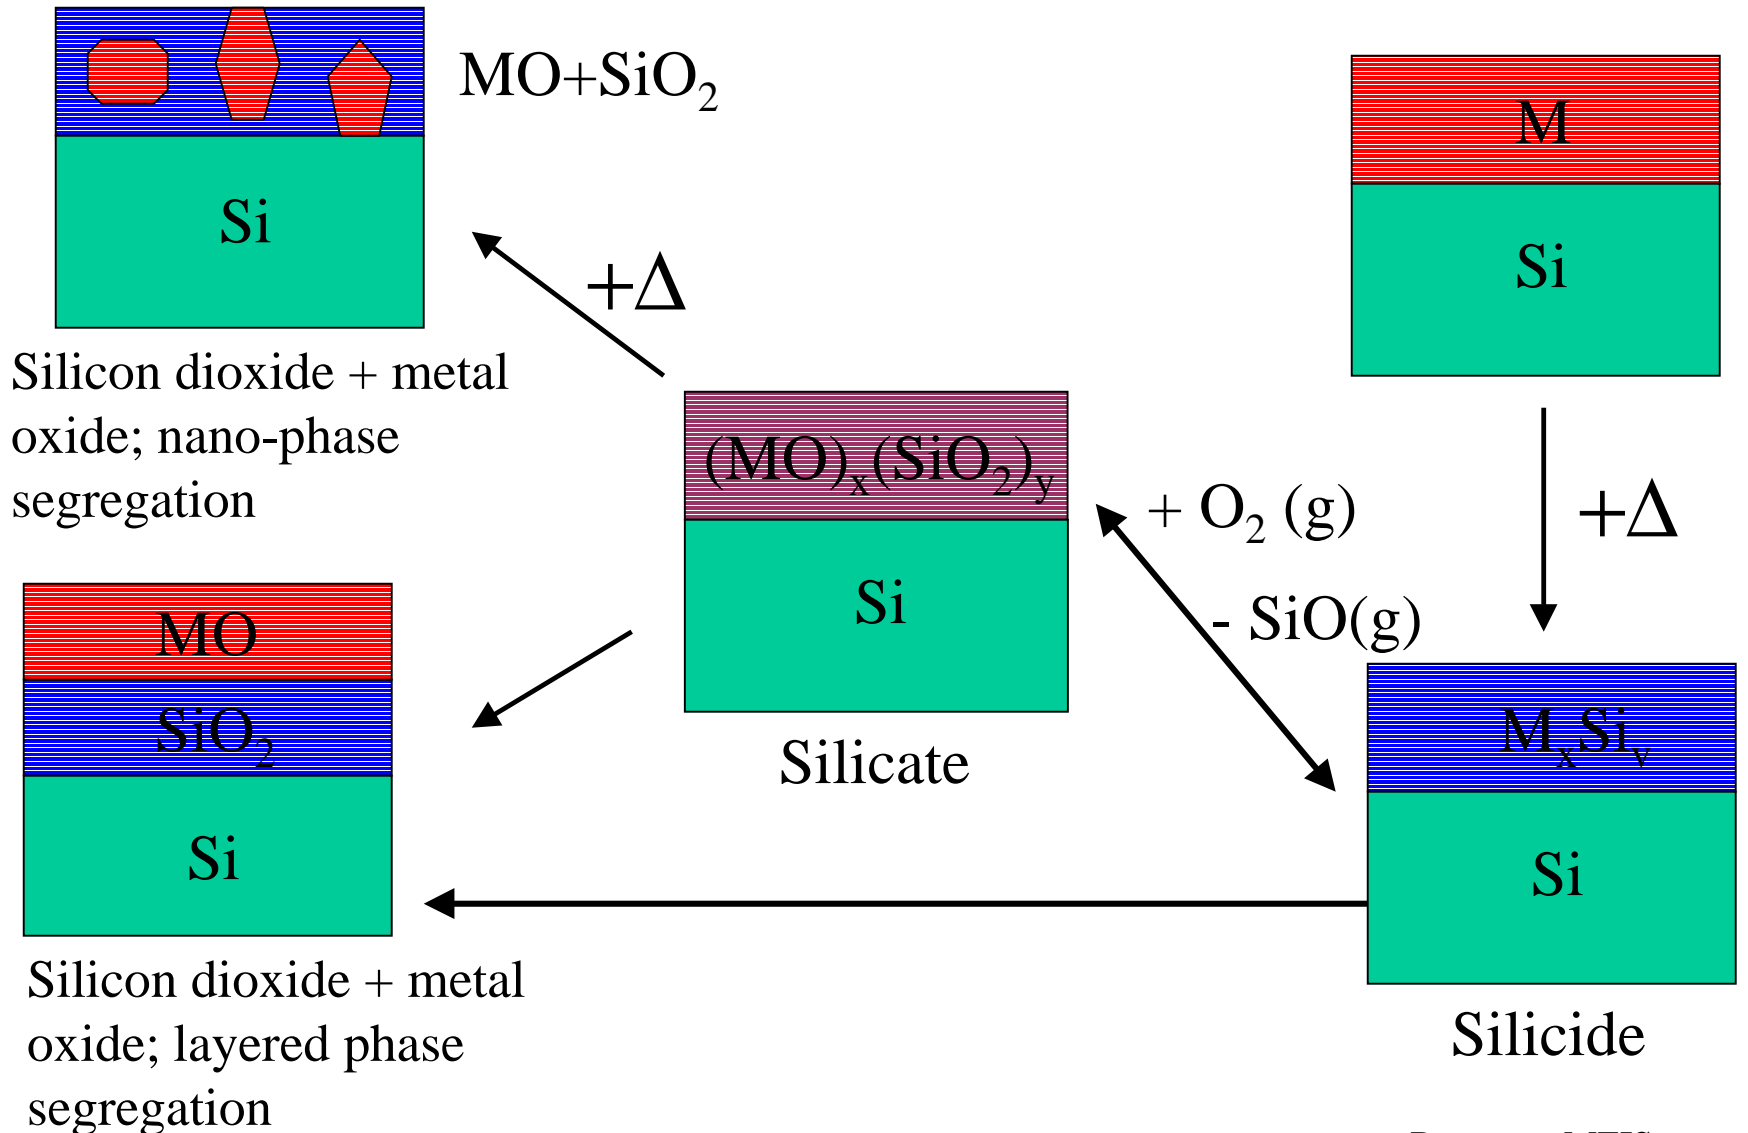 MO+SiO₂
Si
Silicon dioxide + metal
oxide; nano-phase
segregation
+Δ
M
Si
+Δ
(MO)ₓ(SiO₂)ᵧ
Si
Silicate
+ O₂ (g)
- SiO(g)
MₓSiᵧ
Si
Silicide
MO
SiO₂
Si
Silicon dioxide + metal
oxide; layered phase
segregation